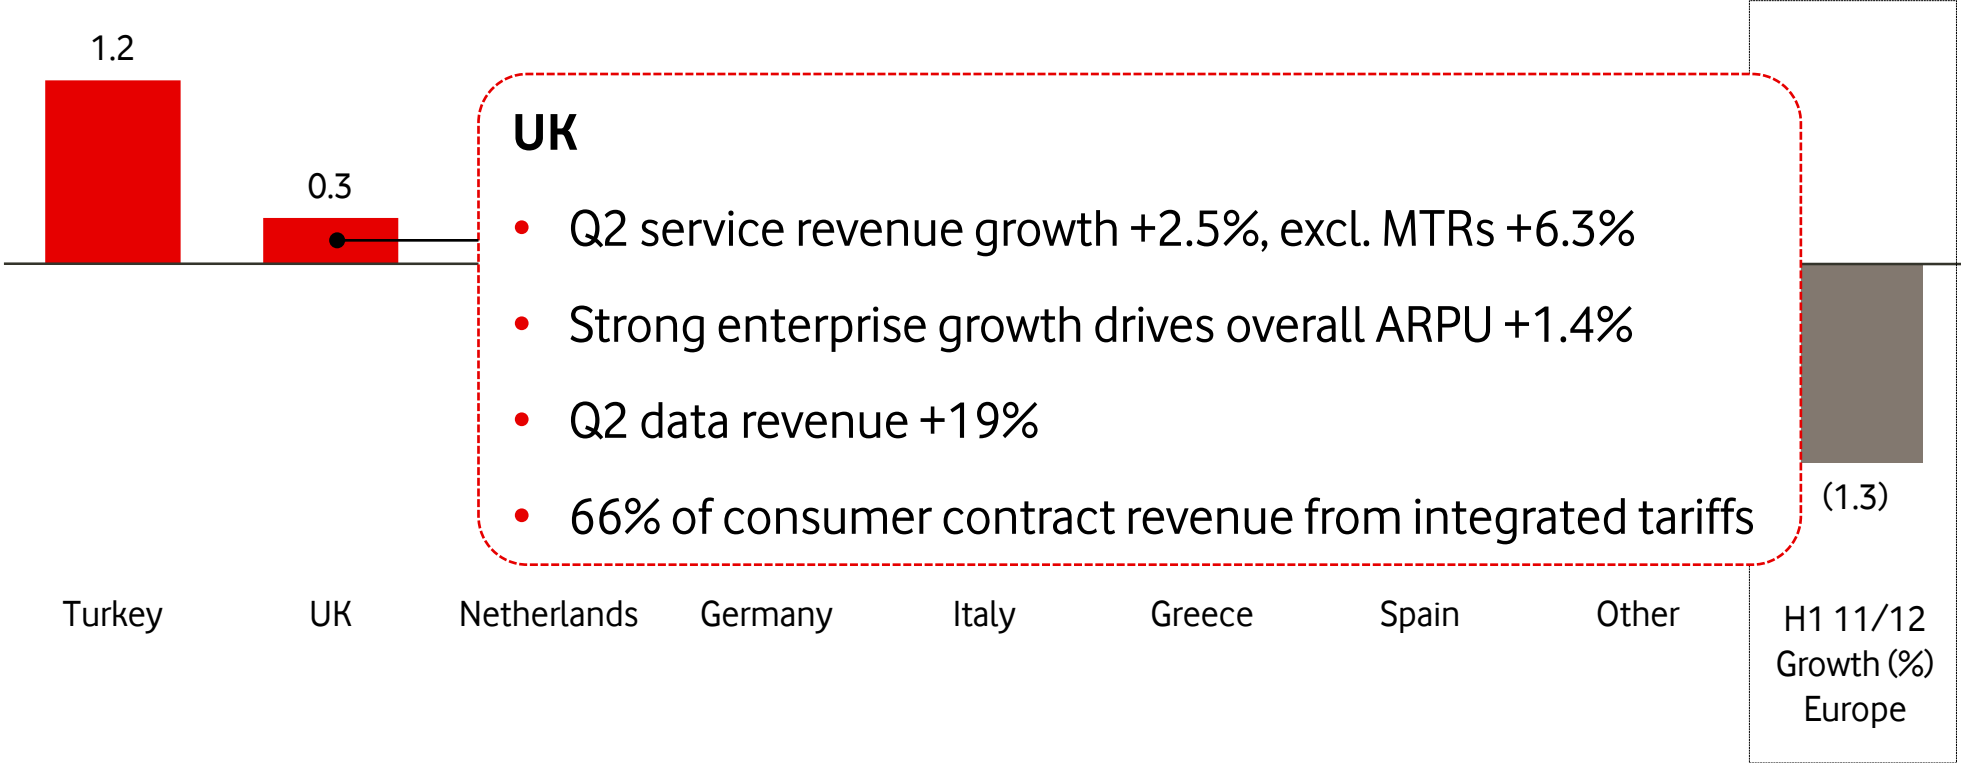 1.2
0.3
UK
• Q2 service revenue growth +2.5%, excl. MTRs +6.3%
• Strong enterprise growth drives overall ARPU +1.4%
• Q2 data revenue +19%
• 66% of consumer contract revenue from integrated tariffs
(1.3)
Turkey UK Netherlands Germany Italy Greece Spain Other
H1 11/12
Growth (%)
Europe